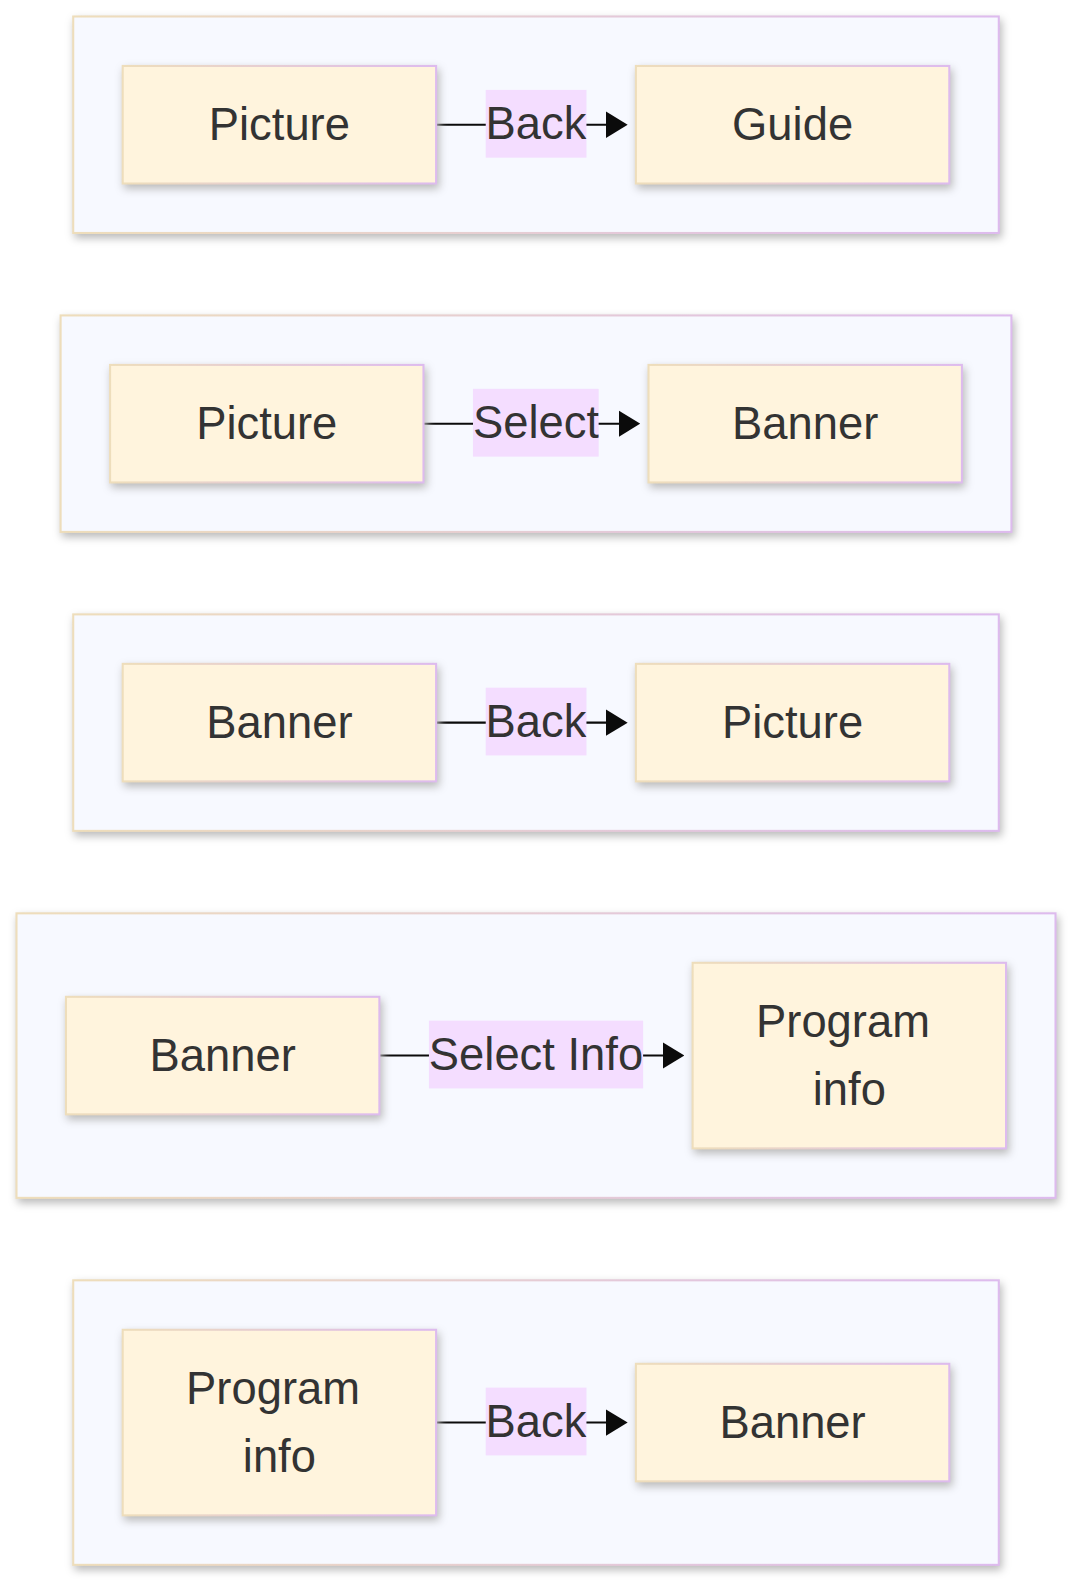 Picture Back Guide
Picture Select Banner
Banner Back Picture
Banner Select Info Program
info
Program
info Back Banner